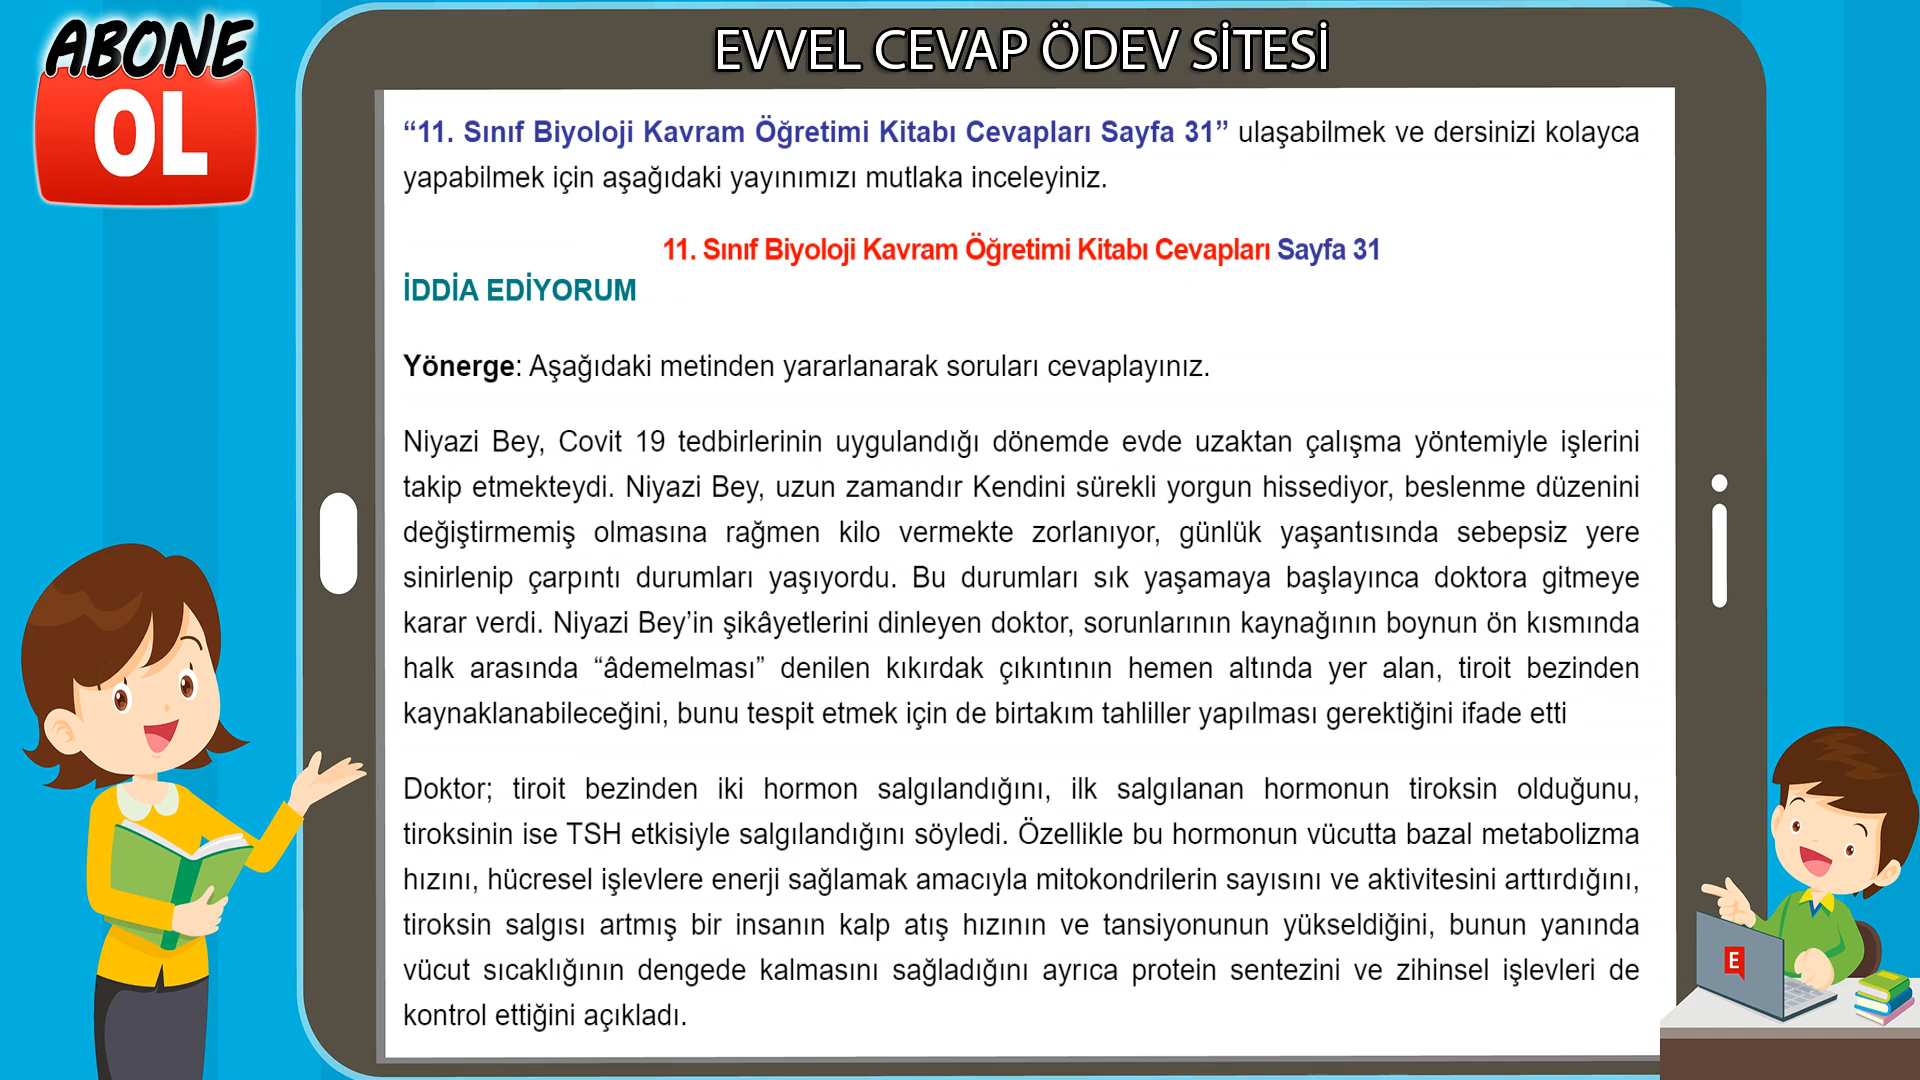 ABONE
OL
EVVEL CEVAP ÖDEV SİTESİ
“11. Sınıf Biyoloji Kavram Öğretimi Kitabı Cevapları Sayfa 31” ulaşabilmek ve dersinizi kolayca
yapabilmek için aşağıdaki yayınımızı mutlaka inceleyiniz.
11. Sınıf Biyoloji Kavram Öğretimi Kitabı Cevapları Sayfa 31
İDDİA EDİYORUM
Yönerge: Aşağıdaki metinden yararlanarak soruları cevaplayınız.
Niyazi Bey, Covit 19 tedbirlerinin uygulandığı dönemde evde uzaktan çalışma yöntemiyle işlerini
takip etmekteydi. Niyazi Bey, uzun zamandır Kendini sürekli yorgun hissediyor, beslenme düzenini
değiştirmemiş olmasına rağmen kilo vermekte zorlanıyor, günlük yaşantısında sebepsiz yere
sinirlenip çarpıntı durumları yaşıyordu. Bu durumları sık yaşamaya başlayınca doktora gitmeye
karar verdi. Niyazi Bey’in şikâyetlerini dinleyen doktor, sorunlarının kaynağının boynun ön kısmında
halk arasında “âdemelması” denilen kıkırdak çıkıntının hemen altında yer alan, tiroit bezinden
kaynaklanabileceğini, bunu tespit etmek için de birtakım tahliller yapılması gerektiğini ifade etti
Doktor; tiroit bezinden iki hormon salgılandığını, ilk salgılanan hormonun tiroksin olduğunu,
tiroksinin ise TSH etkisiyle salgılandığını söyledi. Özellikle bu hormonun vücutta bazal metabolizma
hızını, hücresel işlevlere enerji sağlamak amacıyla mitokondrilerin sayısını ve aktivitesini arttırdığını,
tiroksin salgısı artmış bir insanın kalp atış hızının ve tansiyonunun yükseldiğini, bunun yanında
vücut sıcaklığının dengede kalmasını sağladığını ayrıca protein sentezini ve zihinsel işlevleri de
kontrol ettiğini açıkladı.
E